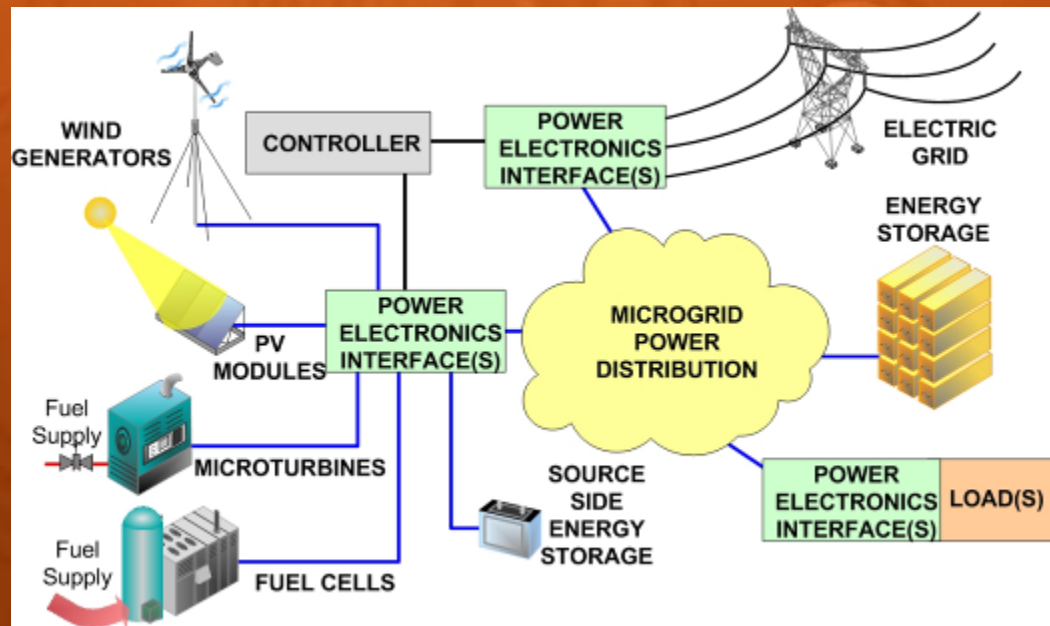 WIND
GENERATORS
CONTROLLER
POWER
ELECTRONICS
INTERFACE(S)
ELECTRIC
GRID
ENERGY
STORAGE
POWER
ELECTRONICS
INTERFACE(S)
MICROGRID
POWER
DISTRIBUTION
PV
MODULES
Fuel
Supply
MICROTURBINES
SOURCE
SIDE
ENERGY
STORAGE
POWER
ELECTRONICS
INTERFACE(S)
LOAD(S)
Fuel
Supply
FUEL CELLS